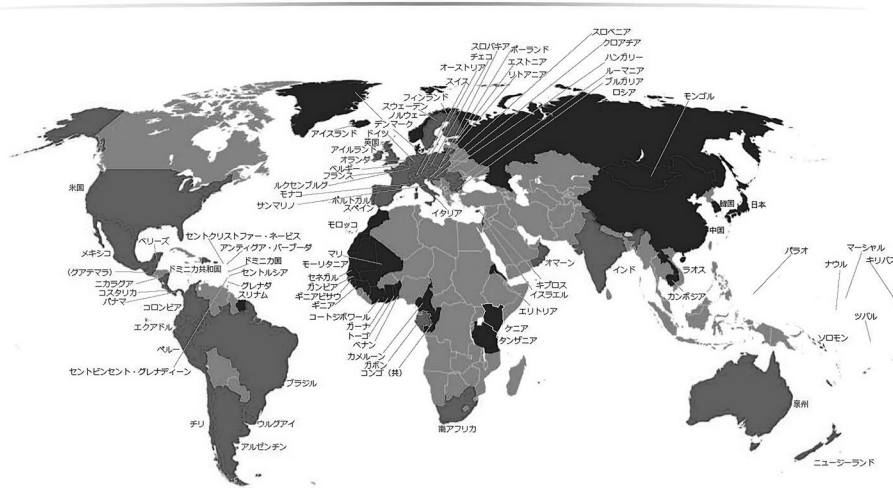 スロベニア
クロアチア
スロバキア
ポーランド
チェコ
エストニア
ハンガリー
オーストリア
リトアニア
ルーマニア
スイス
ブルガリア
ロシア
モンゴル
フィンランド
スウェーデン
ノルウェー
デンマーク
アイスランド
ドイツ
英国
アイルランド
オランダ
ベルギー
フランス
ルクセンブルグ
モナコ
サンマリノ
ポルトガル
スペイン
イタリア
モロッコ
米国
韓国
日本
中国
セントクリストファー・ネービス
ベリーズ
アンティグア・バーブーダ
メキシコ
ドミニカ国
ドミニカ共和国
セントルシア
(グアテマラ)
ニカラグア
グレナダ
コスタリカ
スリナム
パナマ
コロンビア
エクアドル
ペルー
セントビンセント・グレナディーン
ブラジル
チリ
ウルグアイ
アルゼンチン
マリ
モーリタニア
セネガル
ガンビア
ギニアビサウ
ギニア
コートジボワール
ガーナ
トーゴ
ベナン
カメルーン
ガボン
コンゴ(共)
オマーン
キプロス
イスラエル
エリトリア
ケニア
タンザニア
南アフリカ
インド
ラオス
カンボジア
パラオ
マーシャル
ナウル
キリバ
ツバル
ソロモン
豪州
ニュージーランド